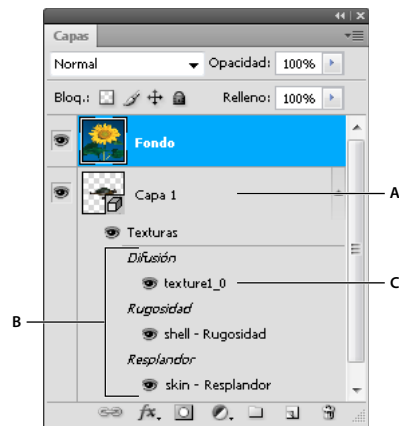 Capas
Normal Opacidad: 100%
Bloq.: Relleno: 100%
Fondo
Capa 1 A
Texturas
Difusión
texture1_0 C
Rugosidad
B shell - Rugosidad
Resplandor
skin - Resplandor
fx.